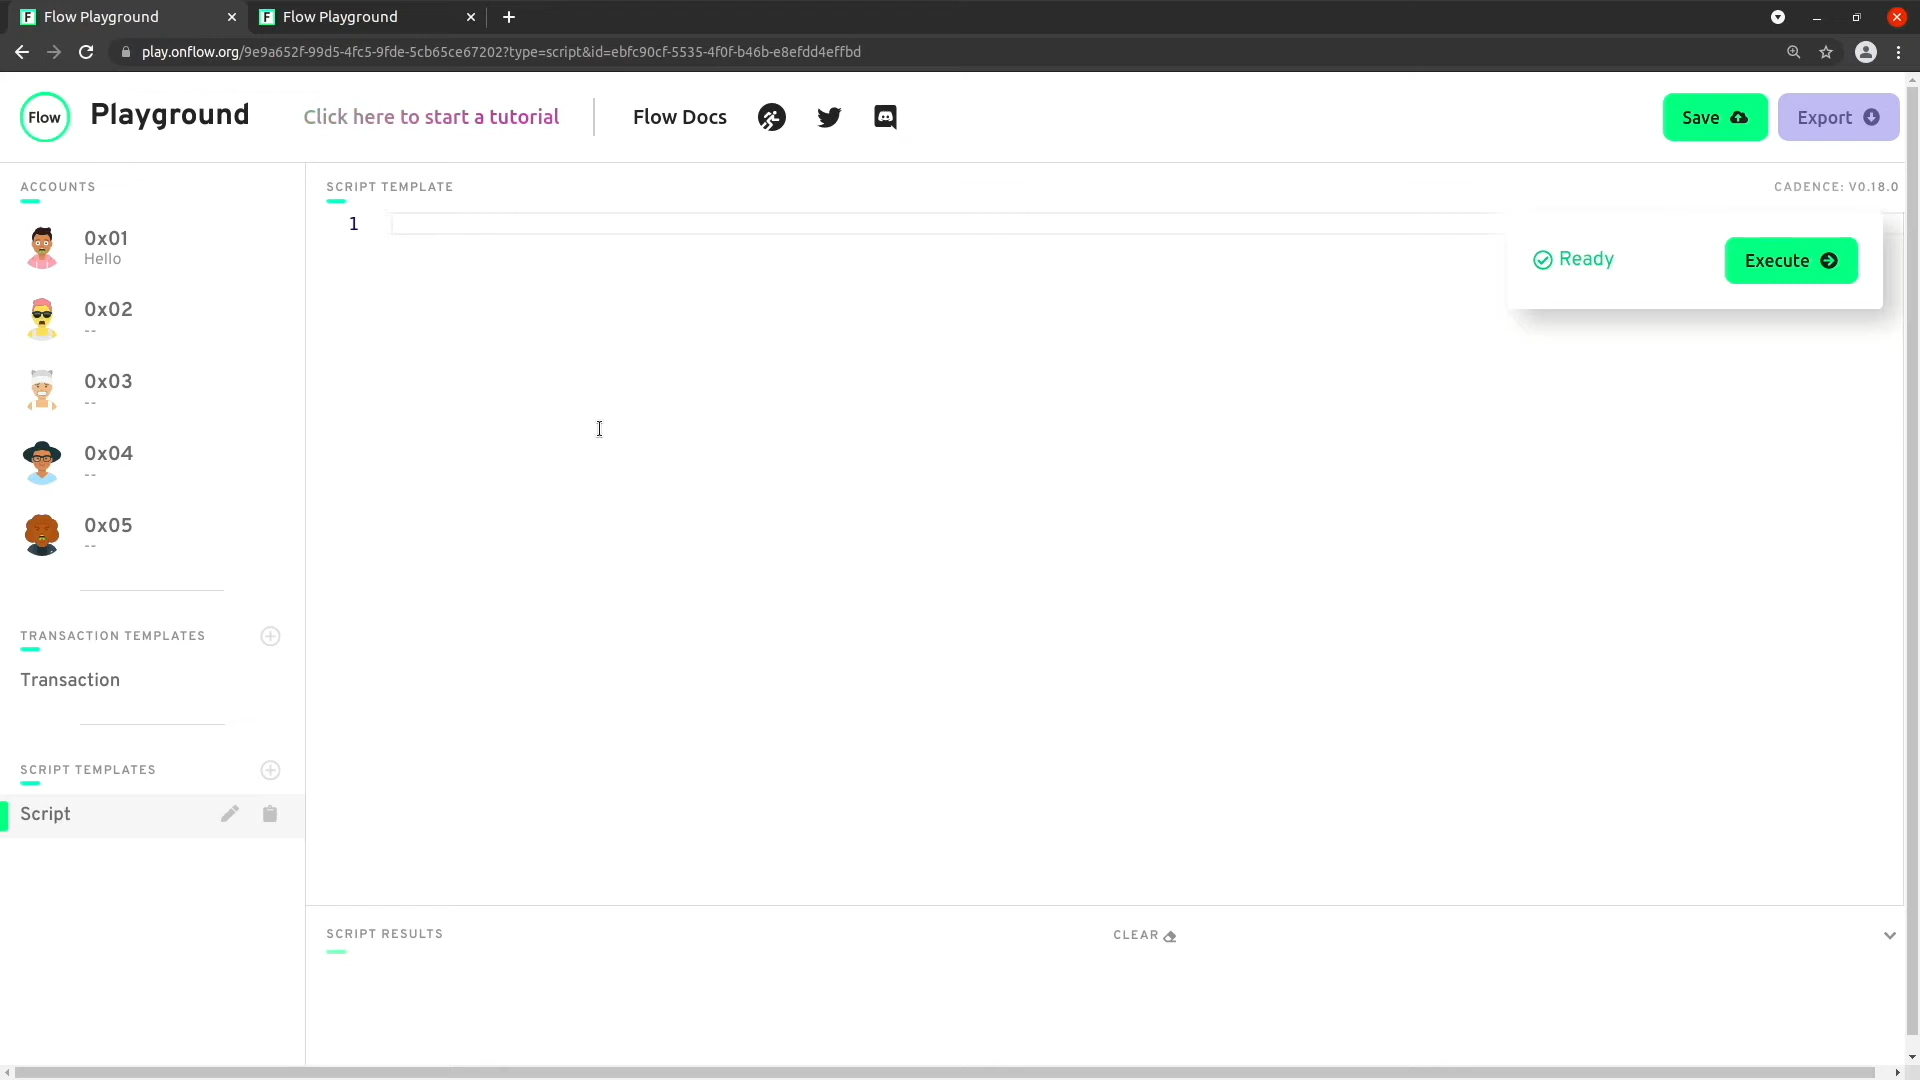 F Flow Playground
F Flow Playground
play.onflow.org/9e9a652f-99d5-4fc5-9fde-5cb65ce67202?type=script&id=ebfc90cf-5535-4f0f-b46b-e8efdd4effbd
Flow
Playground
Click here to start a tutorial
Flow Docs
Save
Export
ACCOUNTS
0x01
Hello
0x02
--
0x03
--
0x04
--
0x05
--
TRANSACTION TEMPLATES
Transaction
SCRIPT TEMPLATES
Script
SCRIPT TEMPLATE
CADENCE: V0.18.0
1
Ready
Execute
SCRIPT RESULTS
CLEAR